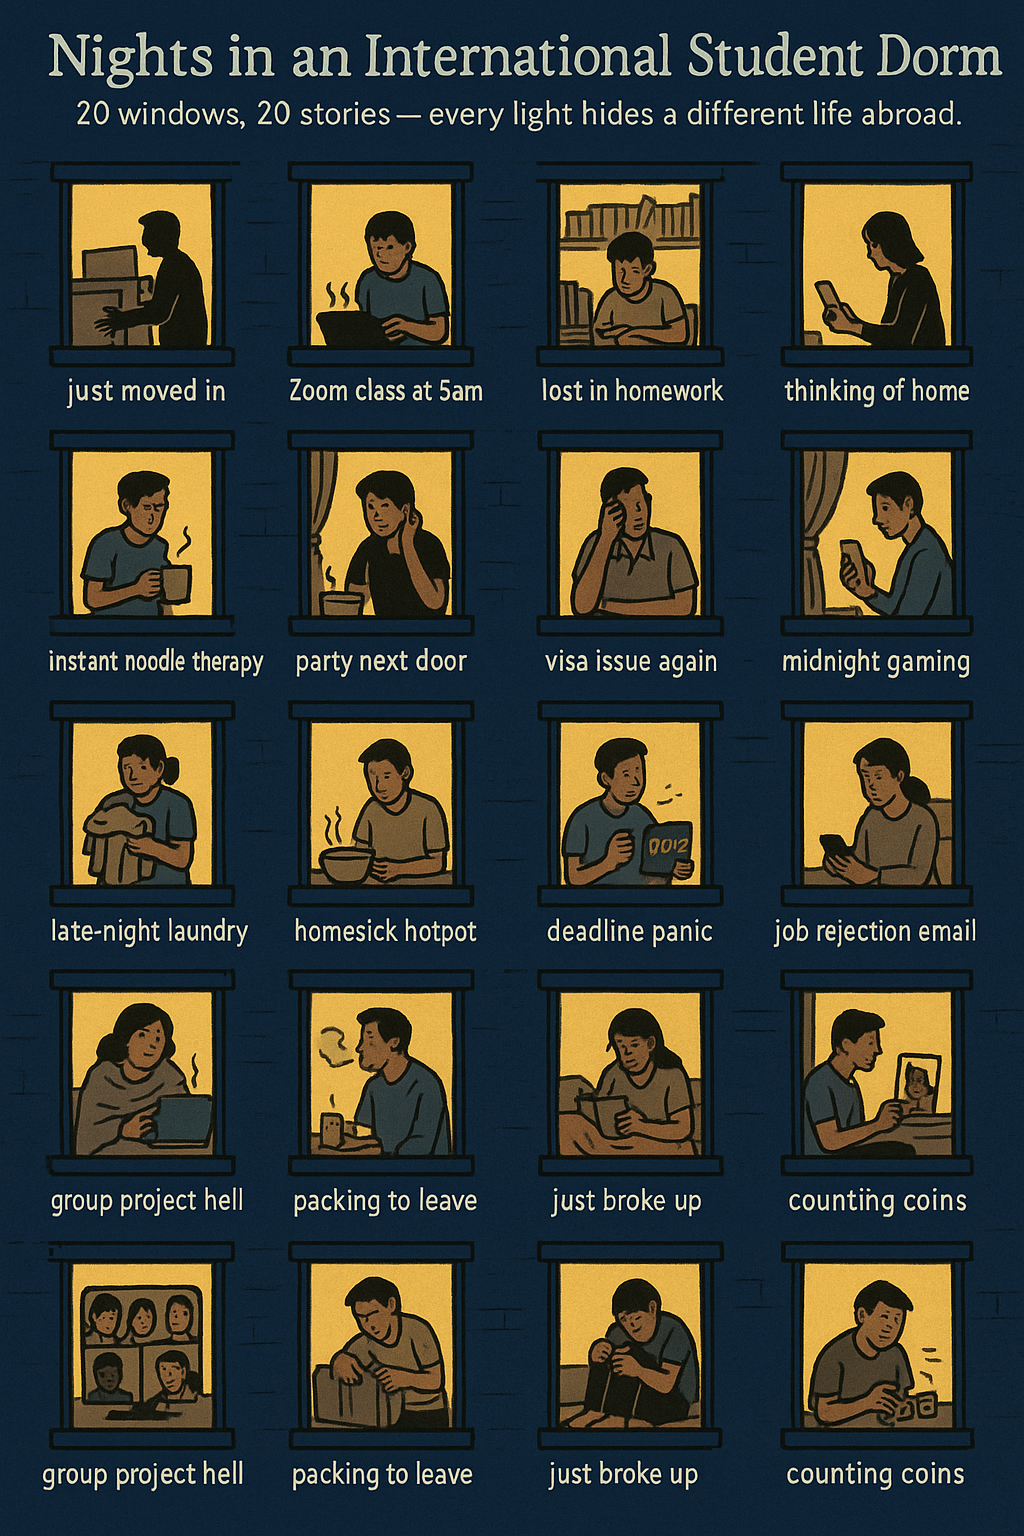 Nights in an International Student Dorm
20 windows, 20 stories — every light hides a different life abroad.
just moved in
Zoom class at 5am
lost in homework
thinking of home
instant noodle therapy
party next door
visa issue again
midnight gaming
late-night laundry
homesick hotpot
deadline panic
job rejection email
group project hell
packing to leave
just broke up
counting coins
group project hell
packing to leave
just broke up
counting coins